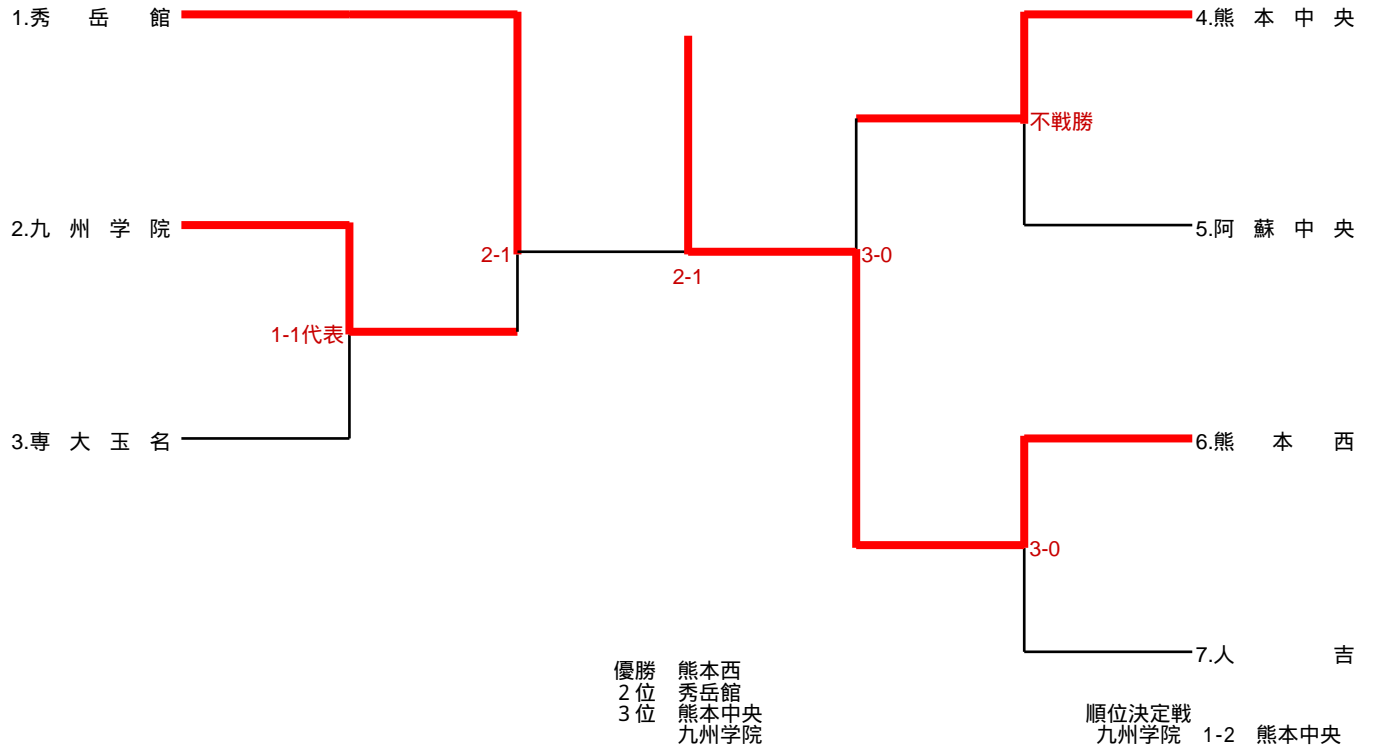 1.秀岳館
4.熊本中央
不戦勝
2.九州学院
5.阿蘇中央
2-1
3-0
2-1
1-1代表
3.専大玉名
6.熊本西
3-0
7.人吉
優勝 熊本西
2位 秀岳館
3位 熊本中央
九州学院
順位決定戦
九州学院 1-2 熊本中央